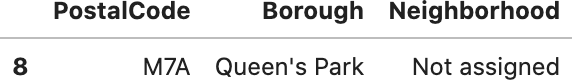 PostalCode Borough Neighborhood
8 M7A Queen's Park Not assigned